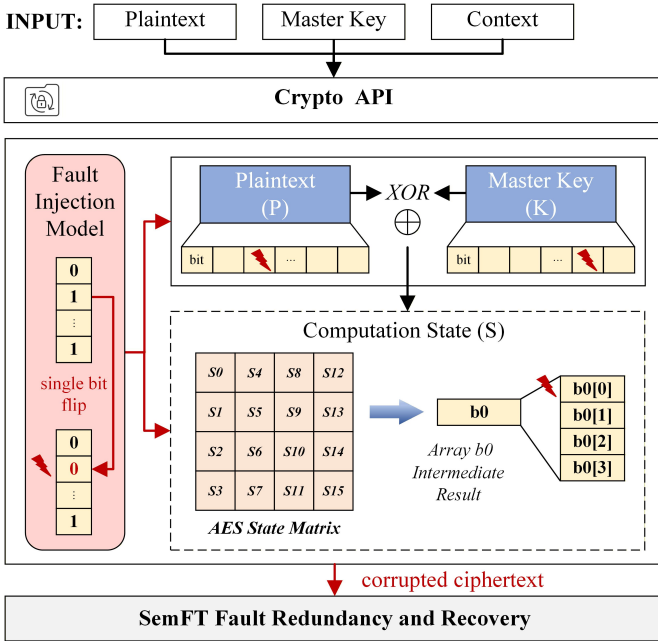 INPUT: Plaintext Master Key Context
Crypto API
Fault
Injection
Model
0
1
⋮
1
single bit
flip
0
0
⋮
1
Plaintext
(P)
XOR
Master Key
(K)
bit ...
bit ...
Computation State (S)
S0 S4 S8 S12
S1 S5 S9 S13
S2 S6 S10 S14
S3 S7 S11 S15
AES State Matrix
b0
Array b0
Intermediate
Result
b0[0]
b0[1]
b0[2]
b0[3]
corrupted ciphertext
SemFT Fault Redundancy and Recovery